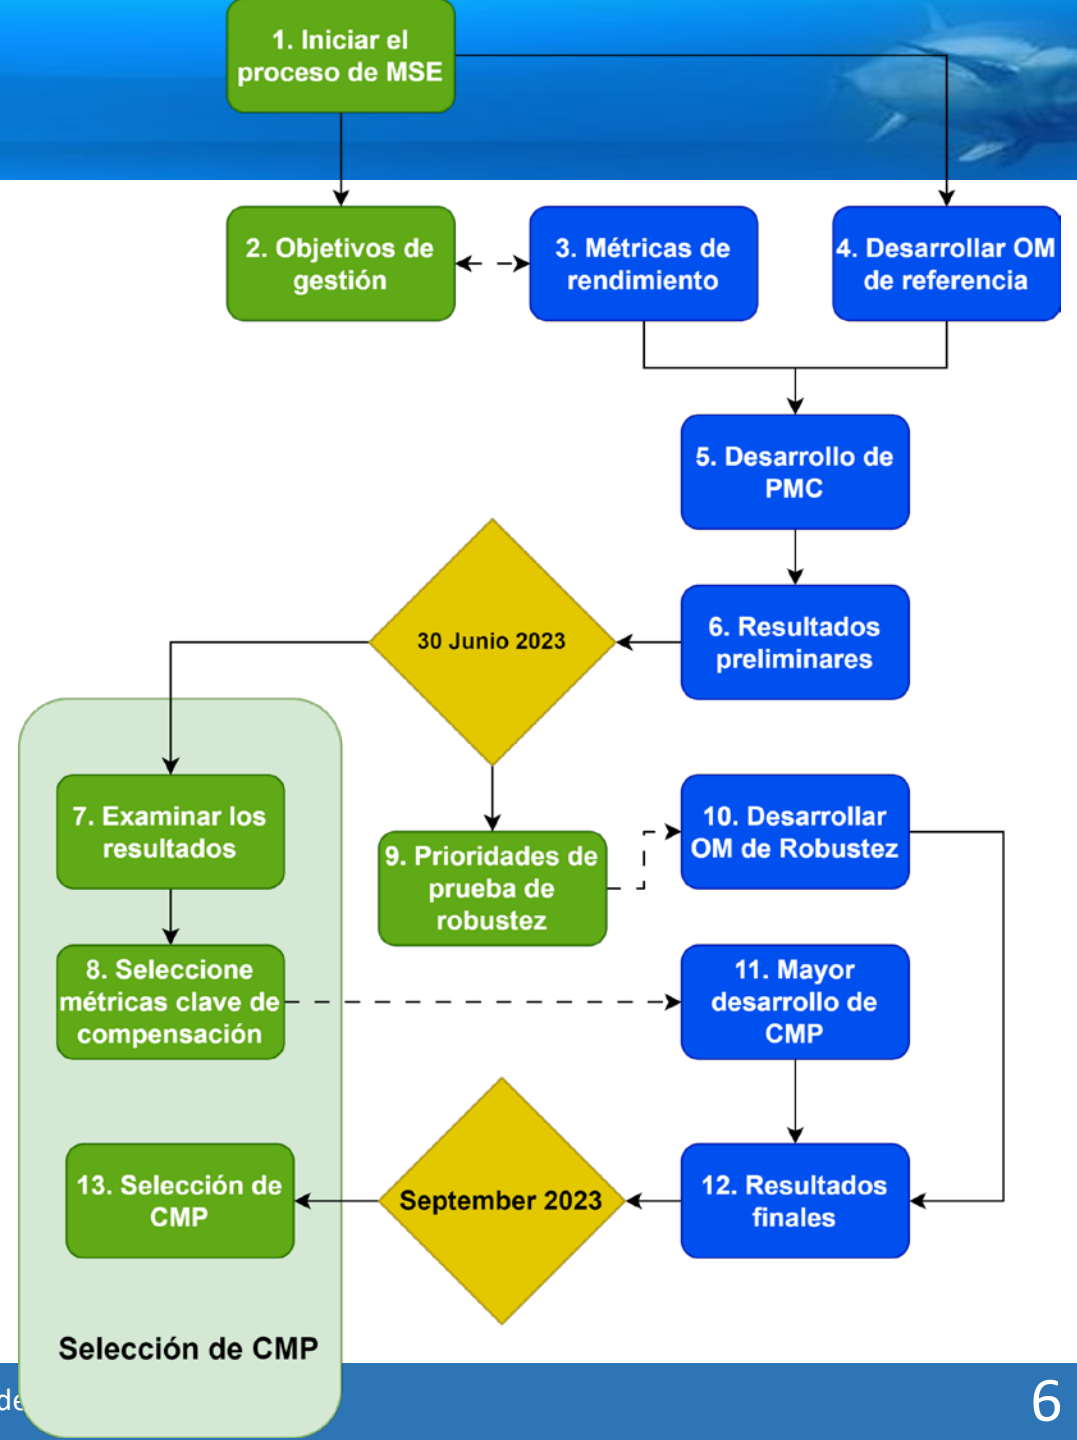 1. Iniciar el
proceso de MSE
2. Objetivos de
gestión
3. Métricas de
rendimiento
4. Desarrollar OM
de referencia
5. Desarrollo de
PMC
6. Resultados
preliminares
30 Junio 2023
7. Examinar los
resultados
8. Seleccione
métricas clave de
compensación
9. Prioridades de
prueba de
robustez
10. Desarrollar
OM de Robustez
11. Mayor
desarrollo de
CMP
12. Resultados
finales
September 2023
13. Selección de
CMP
Selección de CMP
de
6